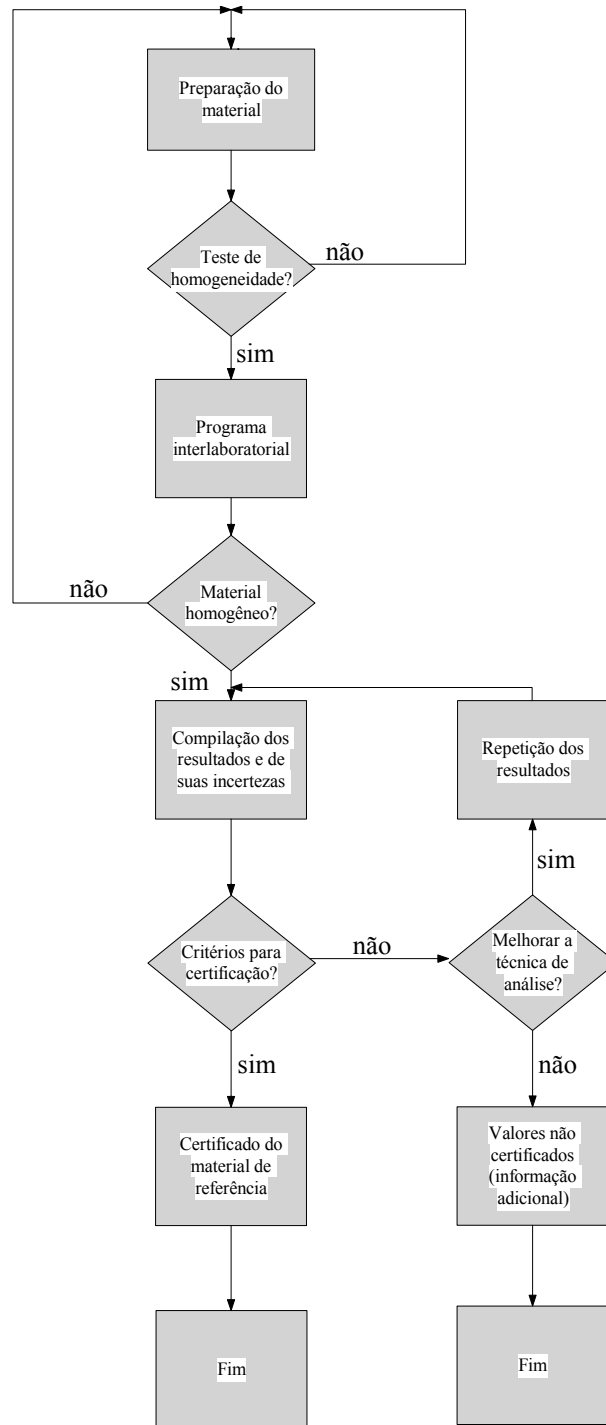 Preparação do
material
Teste de
homogeneidade?
não
sim
Programa
interlaboratorial
não
Material
homogêneo?
sim
Compilação dos
resultados e de
suas incertezas
Repetição dos
resultados
sim
Critérios para
certificação?
não
Melhorar a
técnica de
análise?
sim
não
Certificado do
material de
referência
Valores não
certificados
(informação
adicional)
Fim
Fim